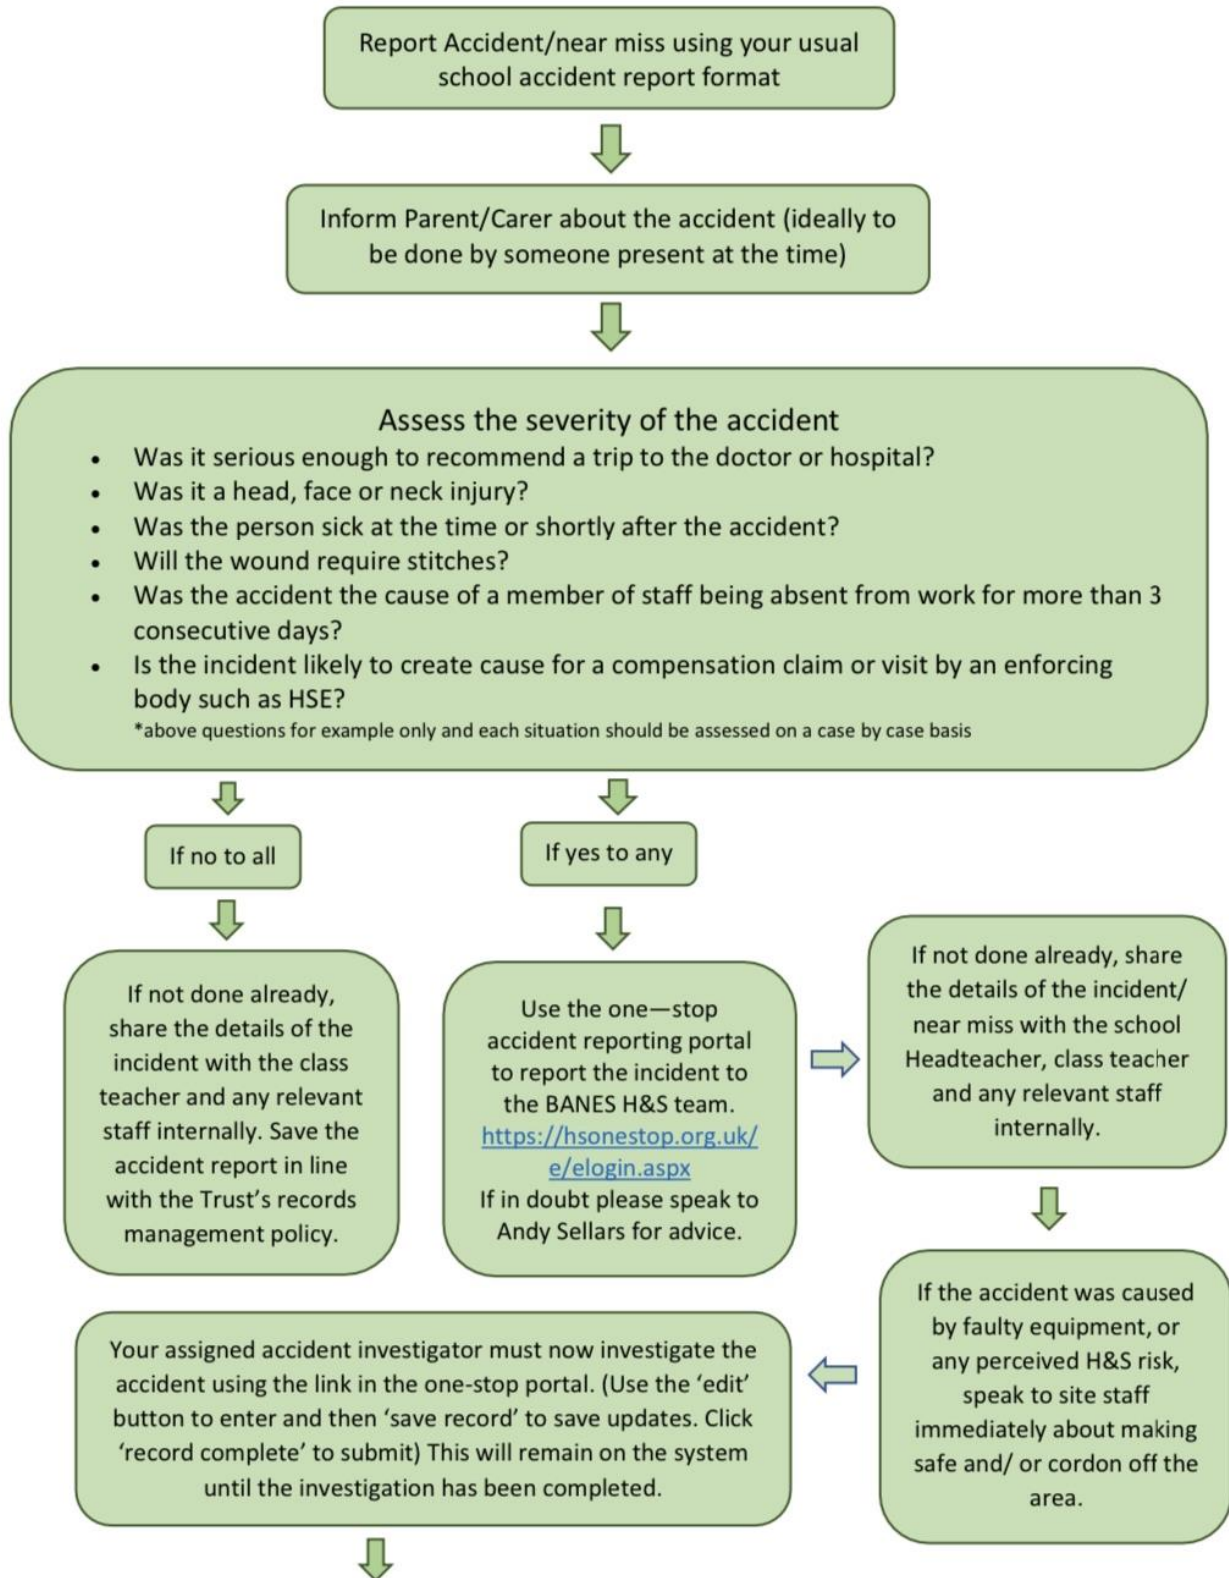 Report Accident/near miss using your usual
school accident report format
Inform Parent/Carer about the accident (ideally to
be done by someone present at the time)
Assess the severity of the accident
• Was it serious enough to recommend a trip to the doctor or hospital?
• Was it a head, face or neck injury?
• Was the person sick at the time or shortly after the accident?
• Will the wound require stitches?
• Was the accident the cause of a member of staff being absent from work for more than 3
consecutive days?
• Is the incident likely to create cause for a compensation claim or visit by an enforcing
body such as HSE?
*above questions for example only and each situation should be assessed on a case by case basis
If no to all
If not done already,
share the details of the
incident with the class
teacher and any relevant
staff internally. Save the
accident report in line
with the Trust's records
management policy.
If yes to any
Use the one—stop
accident reporting portal
to report the incident to
the BANES H&S team.
https://hsonestop.org.uk/
e/elogin.aspx
If in doubt please speak to
Andy Sellars for advice.
If not done already, share
the details of the incident/
near miss with the school
Headteacher, class teacher
and any relevant staff
internally.
If the accident was caused
by faulty equipment, or
any perceived H&S risk,
speak to site staff
immediately about making
safe and/ or cordon off the
area.
Your assigned accident investigator must now investigate the
accident using the link in the one-stop portal. (Use the ‘edit’
button to enter and then ‘save record’ to save updates. Click
‘record complete’ to submit) This will remain on the system
until the investigation has been completed.